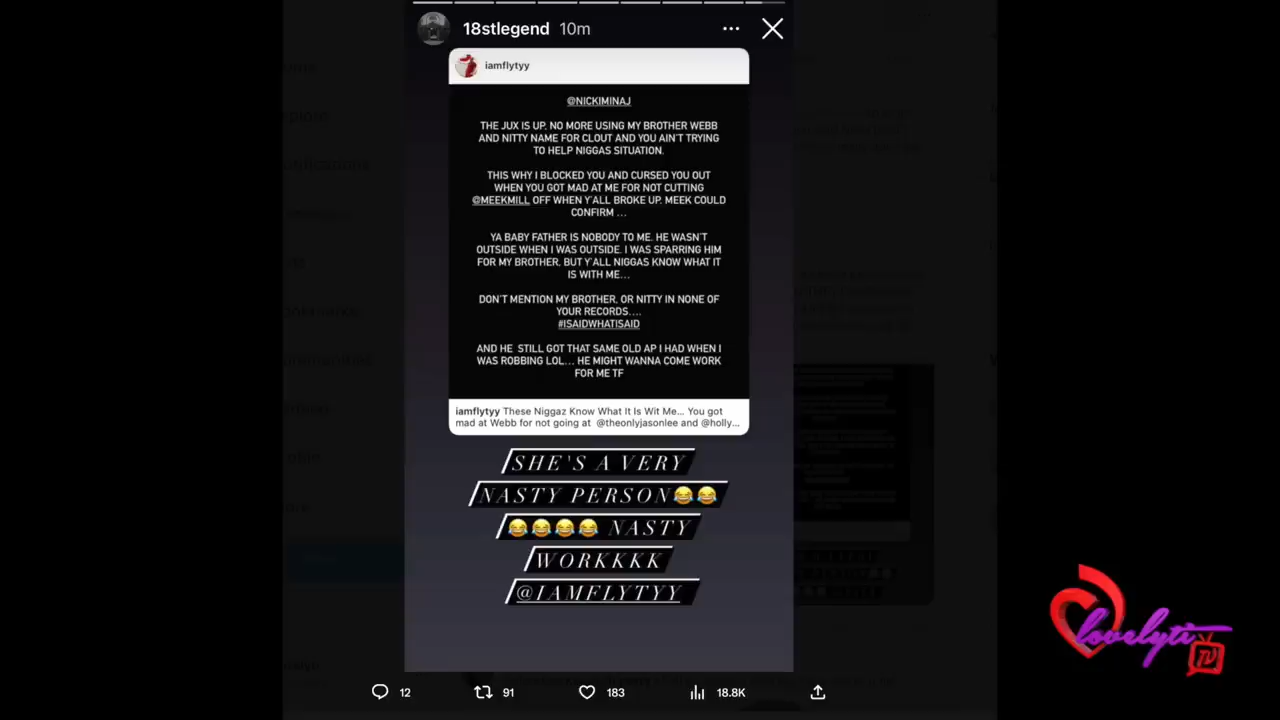 18stlegend 10m
iamflytyy
@NICKIMINAJ
THE JUX IS UP. NO MORE USING MY BROTHER WEBB
AND NITTY NAME FOR CLOUT AND YOU AIN'T TRYING
TO HELP NIGGAS SITUATION.
THIS WHY I BLOCKED YOU AND CURSED YOU OUT
WHEN YOU GOT MAD AT ME FOR NOT CUTTING
@MEEKMILL OFF WHEN Y'ALL BROKE UP. MEEK COULD
CONFIRM ...
YA BABY FATHER IS NOBODY TO ME. HE WASN'T
OUTSIDE WHEN I WAS OUTSIDE. I WAS SPARRING HIM
FOR MY BROTHER, BUT Y'ALL NIGGAS KNOW WHAT IT
IS WITH ME...
DON'T MENTION MY BROTHER, OR NITTY IN NONE OF
YOUR RECORDS....
#ISAIDWHATISAID
AND HE STILL GOT THAT SAME OLD AP I HAD WHEN I
WAS ROBBING LOL... HE MIGHT WANNA COME WORK
FOR ME TF
iamflytyy These Niggaz Know What It Is Wit Me... You got
mad at Webb for not going at @theonlyjasonlee and @holly...
SHE'S A VERY
NASTY PERSON😂😂
😂😂😂😂 NASTY
WORKKKK
@IAMFLYTYY
12 91 183 18.8K
lovelyti
TV